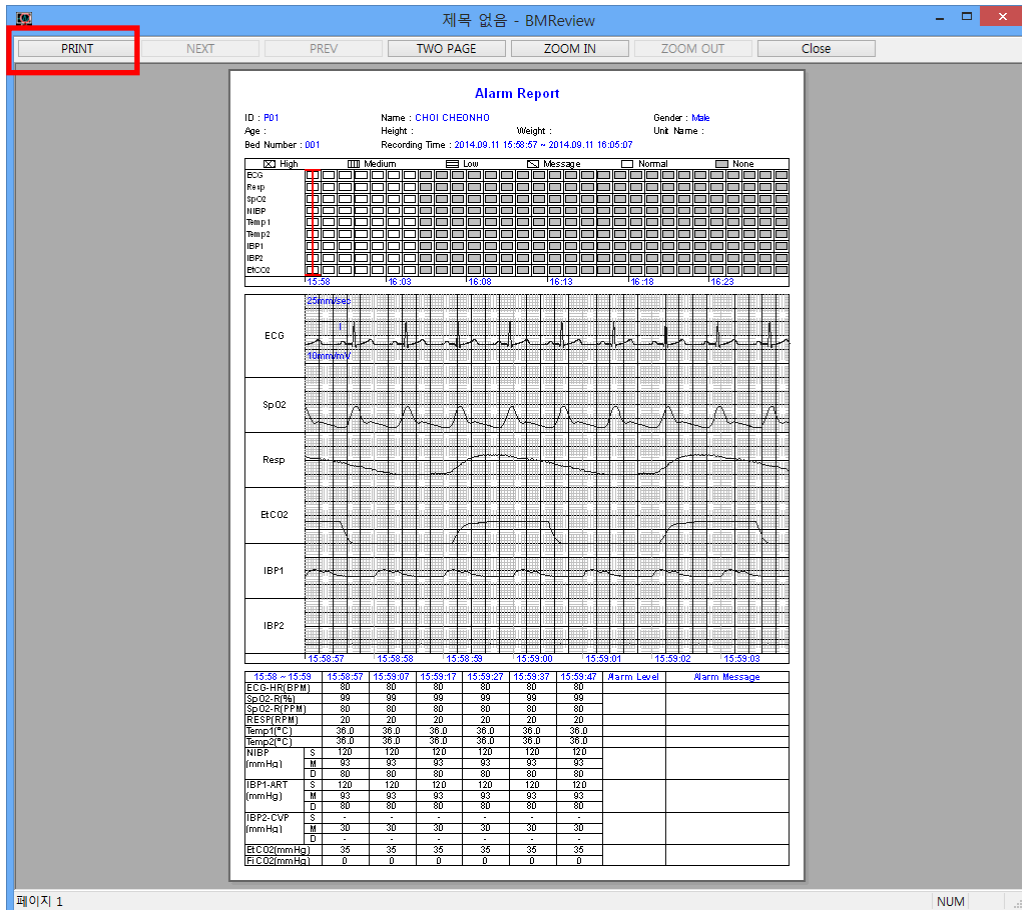 제목 없음 - BMReview
PRINT NEXT PREV TWO PAGE ZOOM IN ZOOM OUT Close
Alarm Report
ID : P01 Name : CHOI CHEONHO Gender : Male
Age : Height : Weight : Unit Name :
Bed Number : 001 Recording Time : 2014.09.11 15:58:57 ~ 2014.09.11 16:05:07
High Medium Low Message Normal None
ECG
Resp
SpO2
NIBP
Temp1
Temp2
IBP1
IBP2
EtCO2
15:58 16:03 16:08 16:13 16:18 16:23
25mm/sec
I
ECG
10mm/mV
SpO2
Resp
EtCO2
IBP1
IBP2
15:58:57 15:58:58 15:58:59 15:59:00 15:59:01 15:59:02 15:59:03
15:58 ~ 15:59 15:58:57 15:59:07 15:59:17 15:59:27 15:59:37 15:59:47 Alarm Level Alarm Message
ECG-HR(BPM) 80 80 80 80 80 80
SpO2-R(%) 99 99 99 99 99 99
SpO2-R(PPM) 80 80 80 80 80 80
RESP(RPM) 20 20 20 20 20 20
Temp1(°C) 36.0 36.0 36.0 36.0 36.0 36.0
Temp2(°C) 36.0 36.0 36.0 36.0 36.0 36.0
NIBP S 120 120 120 120 120 120
(mmHg) M 93 93 93 93 93 93
D 80 80 80 80 80 80
IBP1-ART S 120 120 120 120 120 120
(mmHg) M 93 93 93 93 93 93
D 80 80 80 80 80 80
IBP2-CVP S - - - - - -
(mmHg) M 30 30 30 30 30 30
D - - - - - -
EtCO2(mmHg) 35 35 35 35 35 35
FiCO2(mmHg) 0 0 0 0 0 0
페이지 1 NUM